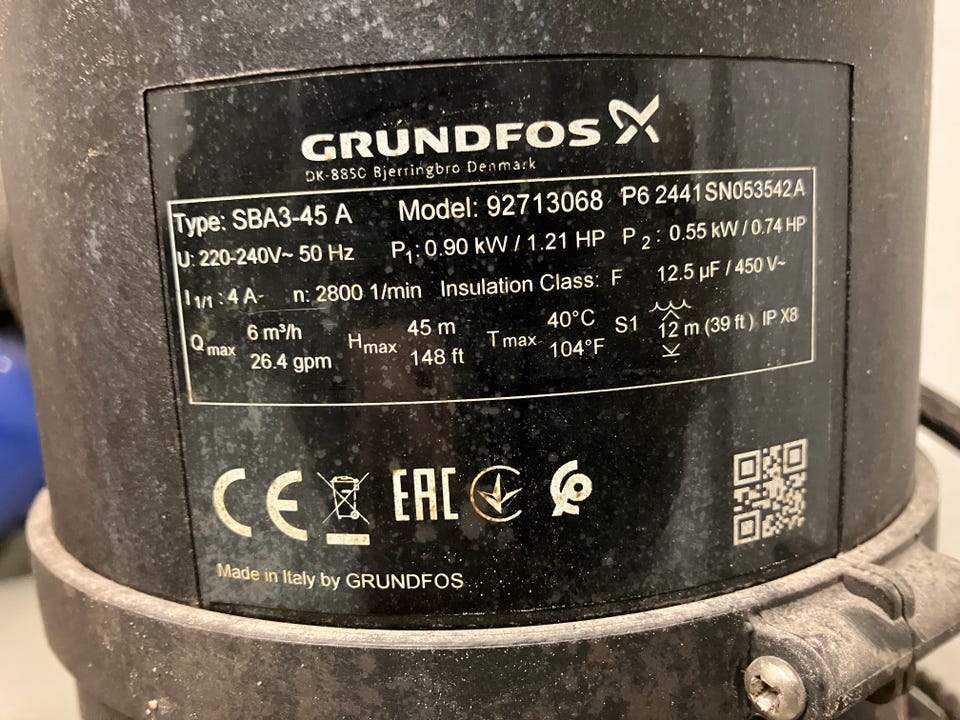 GRUNDFOS
DK-8850 Bjerringbro Denmark
Type: SBA3-45 A Model: 92713068 P6 2441SN053542A
U: 220-240V~ 50 Hz P1: 0.90 kW / 1.21 HP P2: 0.55 kW / 0.74 HP
I1/1: 4 A n: 2800 1/min Insulation Class: F 12.5 µF / 450 V~
Qmax 6 m³/h Hmax 45 m Tmax 40°C S1 12 m (39 ft) IP X8
26.4 gpm 148 ft 104°F
CE EAC
Made in Italy by GRUNDFOS